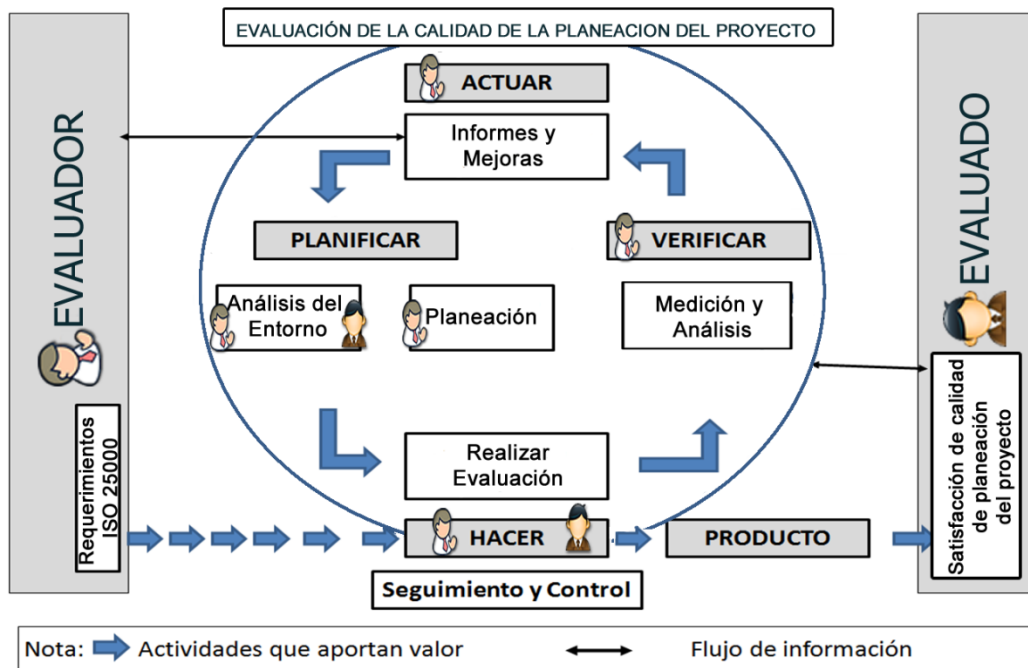 EVALUACIÓN DE LA CALIDAD DE LA PLANEACION DEL PROYECTO
EVALUADOR
Requerimientos
ISO 25000
ACTUAR
Informes y
Mejoras
PLANIFICAR
VERIFICAR
Análisis del
Entorno
Planeación
Medición y
Análisis
Realizar
Evaluación
HACER
PRODUCTO
Seguimiento y Control
EVALUADO
Satisfacción de calidad
de planeación
del proyecto
Nota: Actividades que aportan valor
Flujo de información